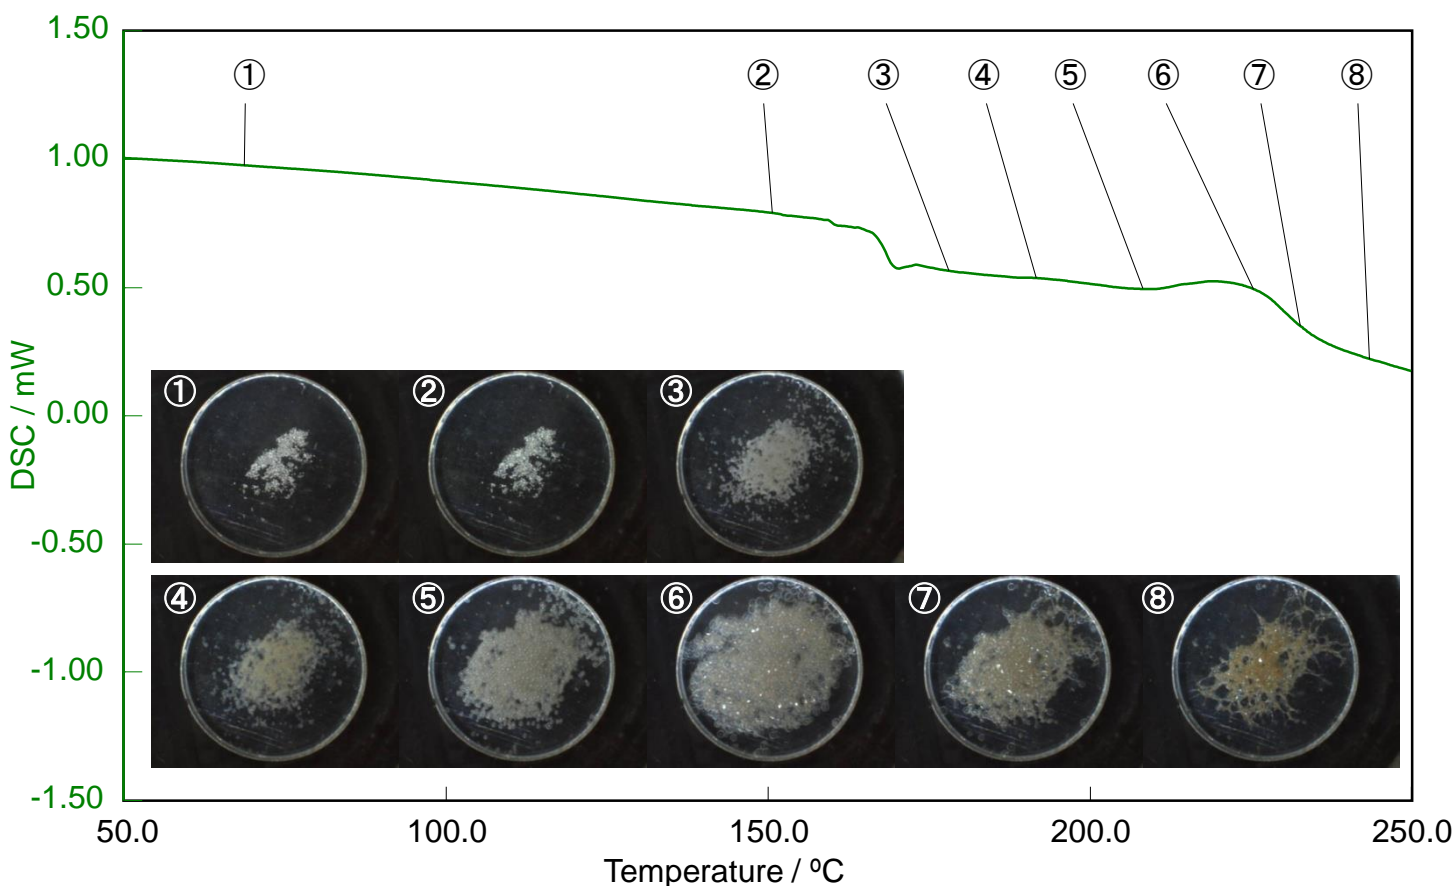 1.50
① ② ③ ④ ⑤ ⑥ ⑦ ⑧
1.00
0.50
DSC / mW
0.00
① ② ③
-0.50
④ ⑤ ⑥ ⑦ ⑧
-1.00
-1.50
50.0 100.0 150.0 200.0 250.0
Temperature / ºC